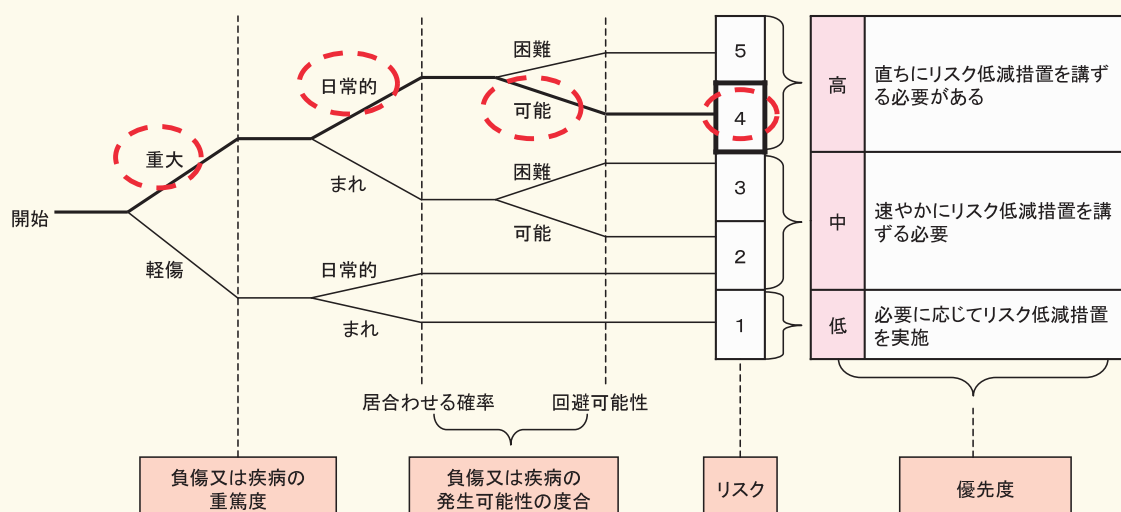 開始
重大
軽傷
日常的
まれ
日常的
まれ
困難
可能
困難
可能
5
4
3
2
1
高
直ちにリスク低減措置を講ず
る必要がある
中
速やかにリスク低減措置を講
ずる必要
低
必要に応じてリスク低減措置
を実施
居合わせる確率
回避可能性
負傷又は疾病の
重篤度
負傷又は疾病の
発生可能性の度合
リスク
優先度